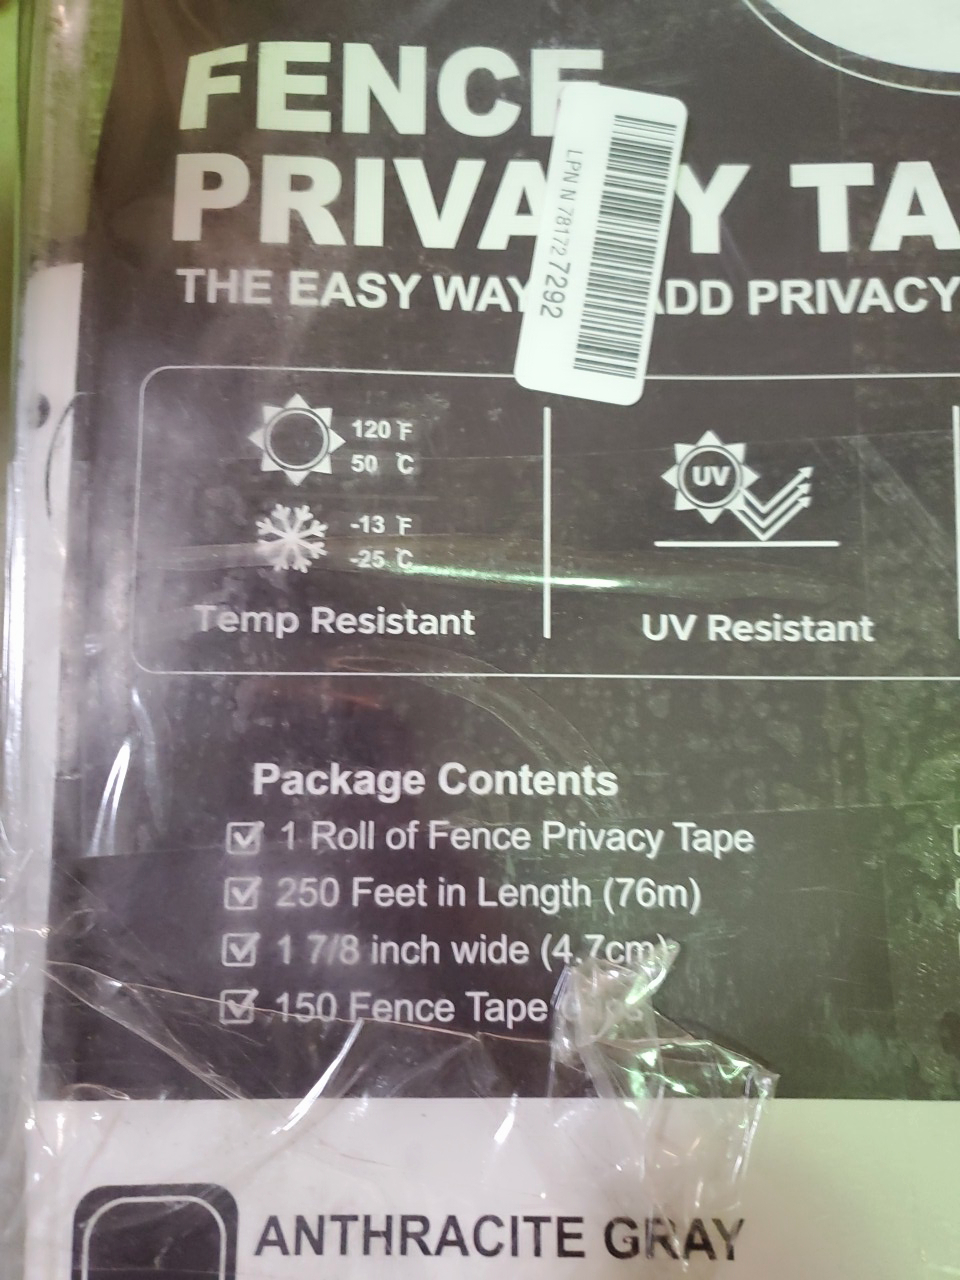 FENCE
PRIVA Y TA
THE EASY WAY ADD PRIVACY
LPN N 78172 7292
120 °F
50 °C
-13 °F
-25 °C
Temp Resistant
UV
UV Resistant
Package Contents
1 Roll of Fence Privacy Tape
250 Feet in Length (76m)
1 7/8 inch wide (4.7cm)
150 Fence Tape
ANTHRACITE GRAY